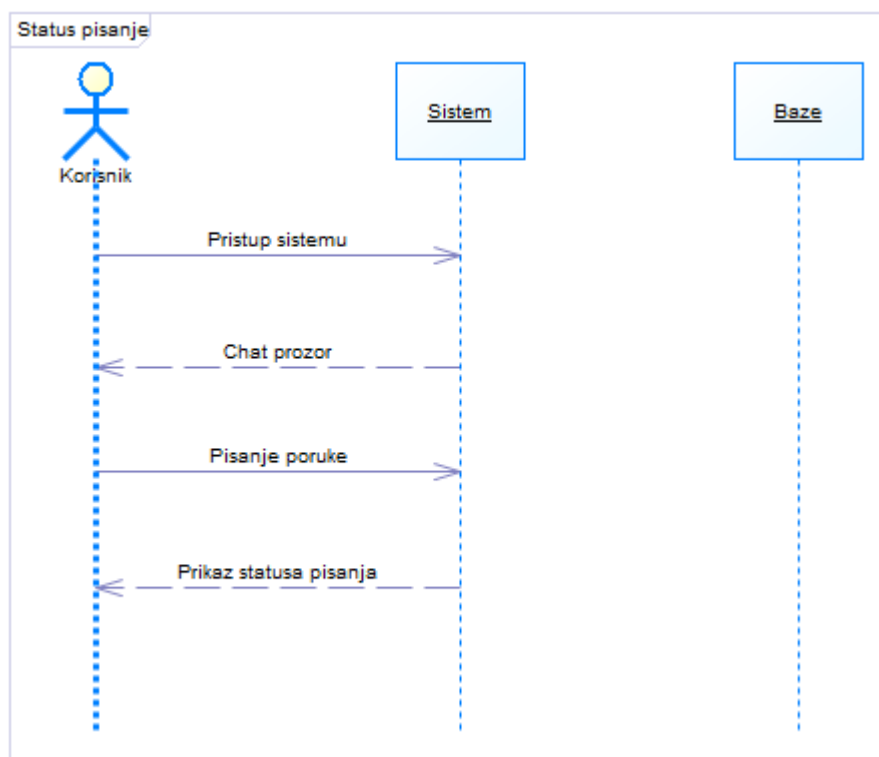 Status pisanje
Korisnik
Sistem
Baze
Pristup sistemu
Chat prozor
Pisanje poruke
Prikaz statusa pisanja